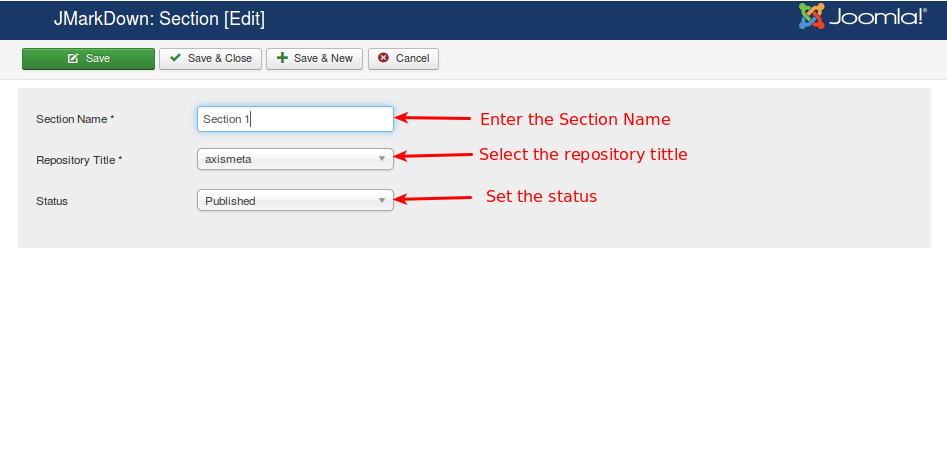 JMarkDown: Section [Edit]
Joomla!®
Save
Save & Close
Save & New
Cancel
Section Name *
Section 1
Enter the Section Name
Repository Title *
axismeta
Select the repository tittle
Status
Published
Set the status